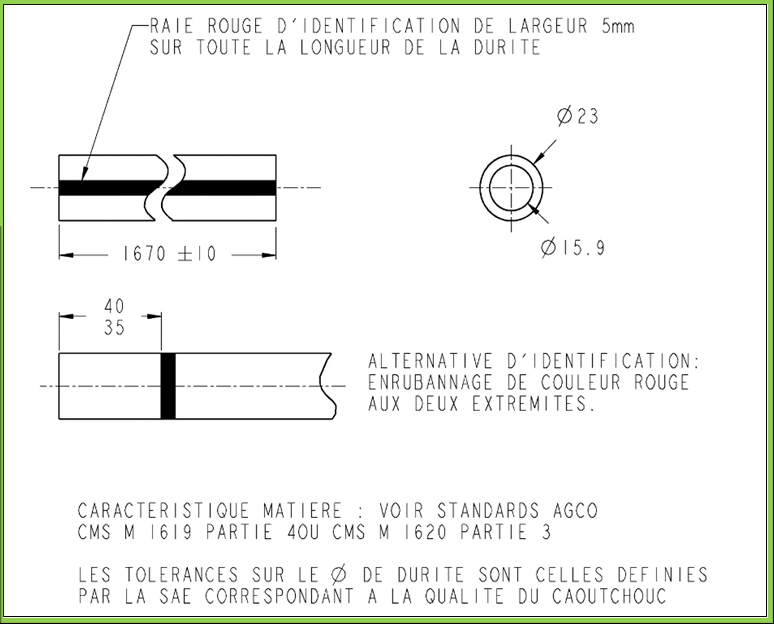 RAIE ROUGE D'IDENTIFICATION DE LARGEUR 5mm
SUR TOUTE LA LONGUEUR DE LA DURITE
Ø23
Ø15.9
1670 ±10
40
35
ALTERNATIVE D'IDENTIFICATION:
ENRUBANNAGE DE COULEUR ROUGE
AUX DEUX EXTREMITES.
CARACTERISTIQUE MATIERE : VOIR STANDARDS AGCO
CMS M 1619 PARTIE 4OU CMS M 1620 PARTIE 3
LES TOLERANCES SUR LE Ø DE DURITE SONT CELLES DEFINIES
PAR LA SAE CORRESPONDANT A LA QUALITE DU CAOUTCHOUC